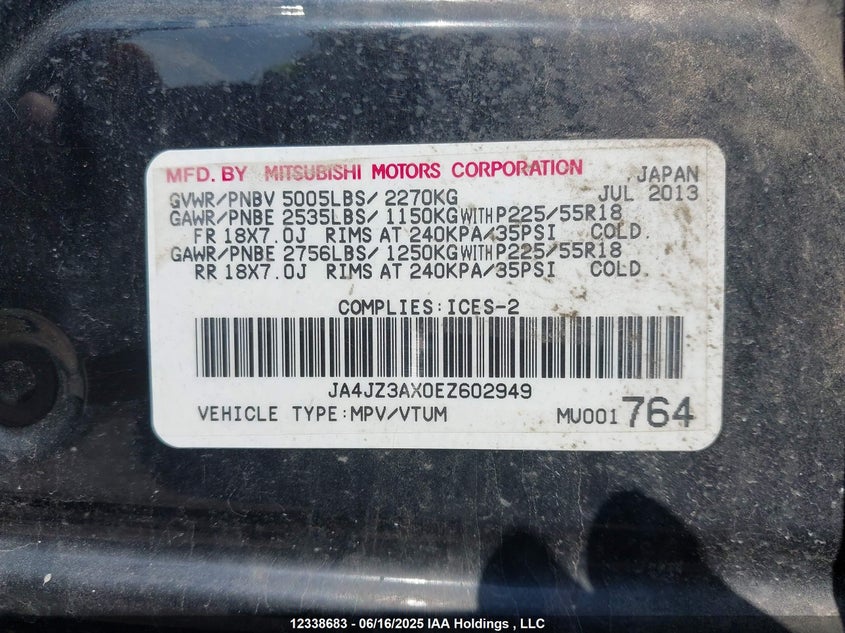 MFD. BY MITSUBISHI MOTORS CORPORATION JAPAN
GVWR/PNBV 5005LBS/ 2270KG JUL 2013
GAWR/PNBE 2535LBS/ 1150KG WITH P225/55R18
FR 18X7.0J RIMS AT 240KPA/35PSI COLD.
GAWR/PNBE 2756LBS/ 1250KG WITH P225/55R18
RR 18X7.0J RIMS AT 240KPA/35PSI COLD.
COMPLIES:ICES-2
JA4JZ3AX0EZ602949
VEHICLE TYPE:MPV/VTUM MU001764
12338683 - 06/16/2025 IAA Holdings , LLC